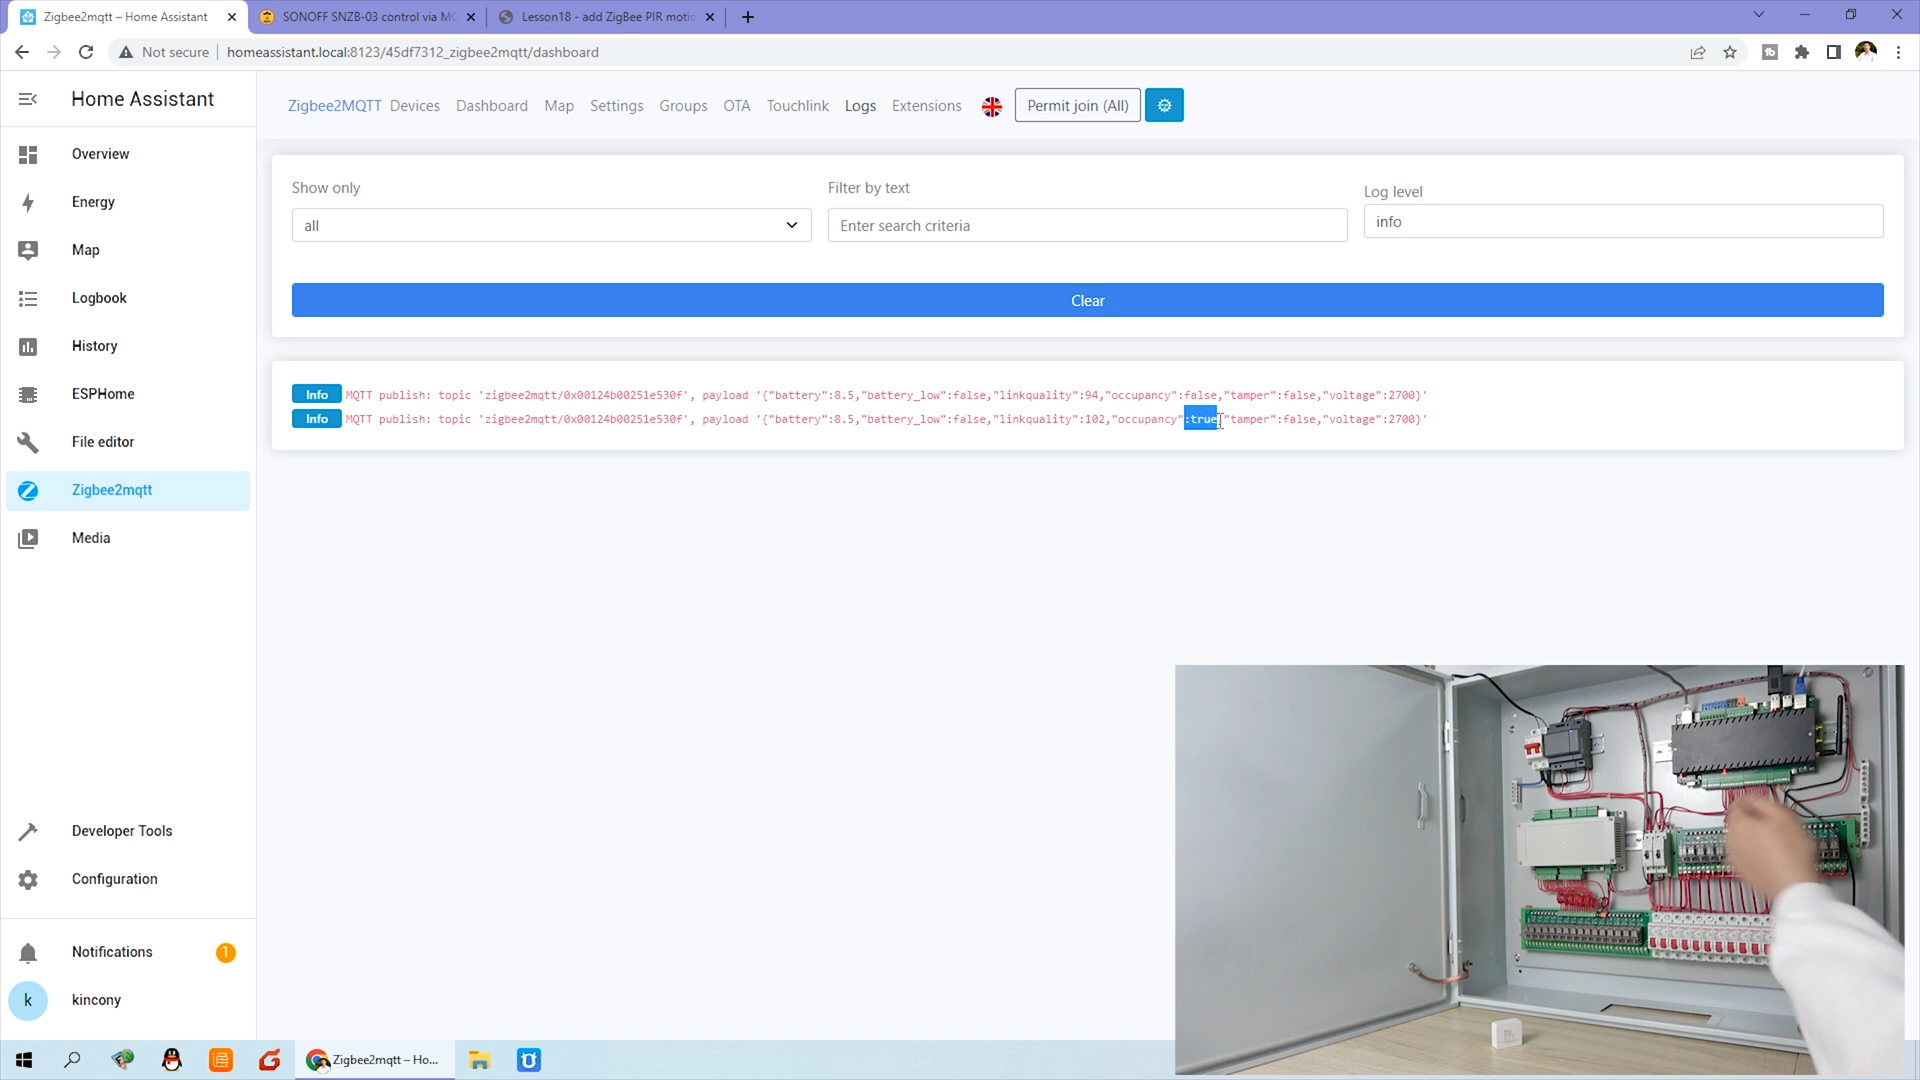 Zigbee2mqtt – Home Assistant
SONOFF SNZB-03 control via MQ
Lesson18 - add ZigBee PIR motio
Not secure
homeassistant.local:8123/45df7312_zigbee2mqtt/dashboard
Home Assistant
Zigbee2MQTT
Devices
Dashboard
Map
Settings
Groups
OTA
Touchlink
Logs
Extensions
Permit join (All)
Overview
Energy
Map
Logbook
History
ESPHome
File editor
Zigbee2mqtt
Media
Developer Tools
Configuration
Notifications
1
k
kincony
Show only
all
Filter by text
Enter search criteria
Log level
info
Clear
Info MQTT publish: topic 'zigbee2mqtt/0x00124b00251e530f', payload '{"battery":8.5,"battery_low":false,"linkquality":94,"occupancy":false,"tamper":false,"voltage":2700}'
Info MQTT publish: topic 'zigbee2mqtt/0x00124b00251e530f', payload '{"battery":8.5,"battery_low":false,"linkquality":102,"occupancy":true,"tamper":false,"voltage":2700}'
Zigbee2mqtt – Ho...